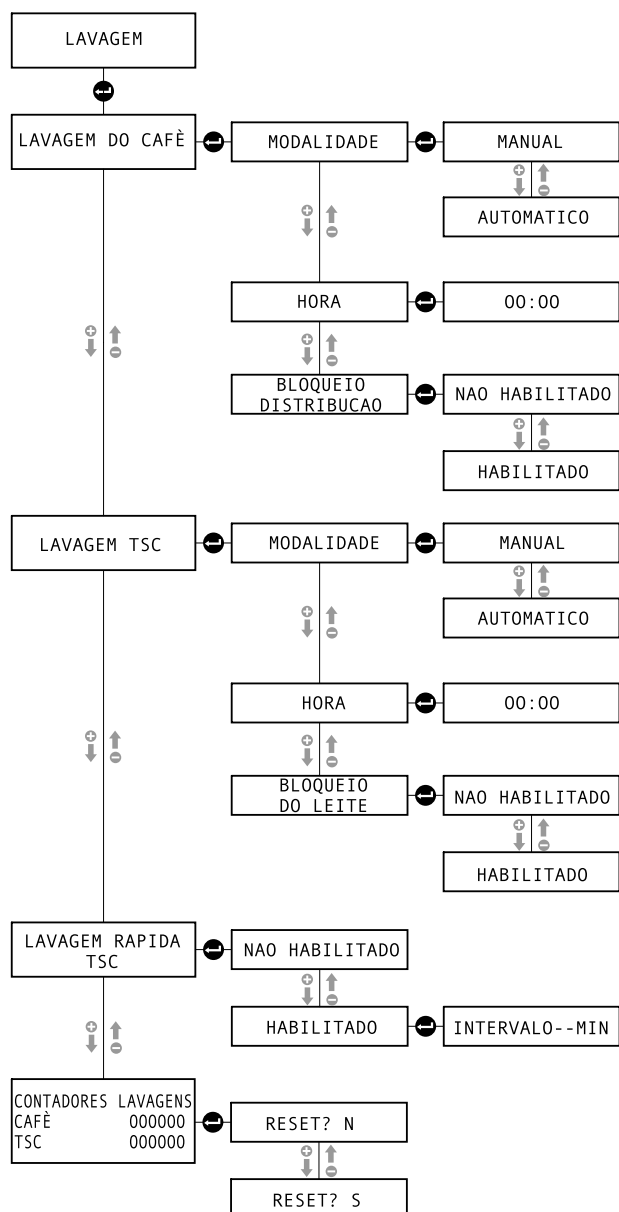 LAVAGEM
LAVAGEM DO CAFÈ
MODALIDADE
MANUAL
AUTOMATICO
HORA
00:00
BLOQUEIO
DISTRIBUCAO
NAO HABILITADO
HABILITADO
LAVAGEM TSC
MODALIDADE
MANUAL
AUTOMATICO
HORA
00:00
BLOQUEIO
DO LEITE
NAO HABILITADO
HABILITADO
LAVAGEM RAPIDA
TSC
NAO HABILITADO
HABILITADO
INTERVALO--MIN
CONTADORES LAVAGENS
CAFÈ 000000
TSC 000000
RESET? N
RESET? S